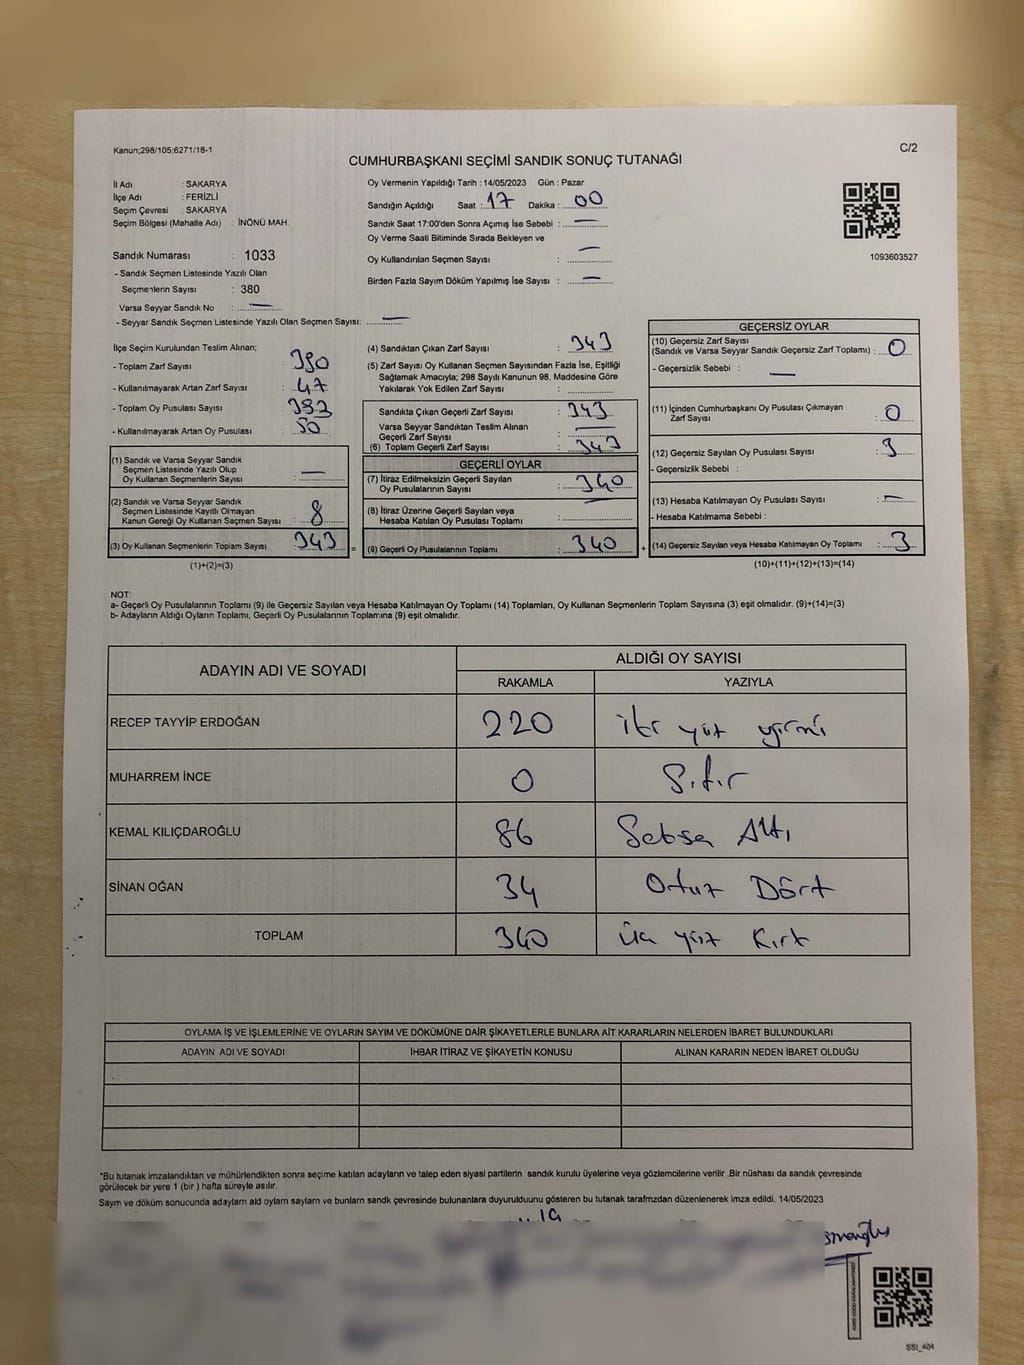 Kanun;298/105;6271/18-1
C/2
CUMHURBAŞKANI SEÇİMİ SANDIK SONUÇ TUTANAĞI
İl Adı : SAKARYA
İlçe Adı : FERİZLİ
Seçim Çevresi : SAKARYA
Seçim Bölgesi (Mahalle Adı) : İNÖNÜ MAH.
Sandık Numarası : 1033
- Sandık Seçmen Listesinde Yazılı Olan
Seçmenlerin Sayısı : 380
Varsa Seyyar Sandık No : —
- Seyyar Sandık Seçmen Listesinde Yazılı Olan Seçmen Sayısı: —
Oy Vermenin Yapıldığı Tarih : 14/05/2023 Gün : Pazar
Sandığın Açıldığı Saat : 17 Dakika : 00
Sandık Saat 17:00'den Sonra Açımış İse Sebebi : —
Oy Verme Saati Bitiminde Sırada Bekleyen ve
Oy Kullandırılan Seçmen Sayısı : —
Birden Fazla Sayım Döküm Yapılmış İse Sayısı : —
1093603527
İlçe Seçim Kurulundan Teslim Alınan;
- Toplam Zarf Sayısı : 390
- Kullanılmayarak Artan Zarf Sayısı : 47
- Toplam Oy Pusulası Sayısı : 393
- Kullanılmayarak Artan Oy Pusulası : 50
(1) Sandık ve Varsa Seyyar Sandık
Seçmen Listesinde Yazılı Olup
Oy Kullanan Seçmenlerin Sayısı : —
(2) Sandık ve Varsa Seyyar Sandık
Seçmen Listesinde Kayıtlı Olmayan
Kanun Gereği Oy Kullanan Seçmen Sayısı : 8
(3) Oy Kullanan Seçmenlerin Toplam Sayısı : 343
(1)+(2)=(3)
(4) Sandıktan Çıkan Zarf Sayısı : 343
(5) Zarf Sayısı Oy Kullanan Seçmen Sayısından Fazla İse, Eşitliği
Sağlamak Amacıyla; 298 Sayılı Kanunun 98. Maddesine Göre
Yakılarak Yok Edilen Zarf Sayısı :
Sandıkta Çıkan Geçerli Zarf Sayısı : 343
Varsa Seyyar Sandıktan Teslim Alınan
Geçerli Zarf Sayısı : —
(6) Toplam Geçerli Zarf Sayısı : 343
GEÇERLİ OYLAR
(7) İtiraz Edilmeksizin Geçerli Sayılan
Oy Pusulalarının Sayısı : 340
(8) İtiraz Üzerine Geçerli Sayılan veya
Hesaba Katılan Oy Pusulası Toplamı :
= (9) Geçerli Oy Pusulalarının Toplamı : 340
GEÇERSİZ OYLAR
(10) Geçersiz Zarf Sayısı
(Sandık ve Varsa Seyyar Sandık Geçersiz Zarf Toplamı) : 0
- Geçersizlik Sebebi : —
(11) İçinden Cumhurbaşkanı Oy Pusulası Çıkmayan
Zarf Sayısı : 0
(12) Geçersiz Sayılan Oy Pusulası Sayısı : 3
- Geçersizlik Sebebi :
(13) Hesaba Katılmayan Oy Pusulası Sayısı : —
- Hesaba Katılmama Sebebi :
+ (14) Geçersiz Sayılan veya Hesaba Katılmayan Oy Toplamı : 3
(10)+(11)+(12)+(13)=(14)
NOT:
a- Geçerli Oy Pusulalarının Toplamı (9) ile Geçersiz Sayılan veya Hesaba Katılmayan Oy Toplamı (14) Toplamları, Oy Kullanan Seçmenlerin Toplam Sayısına (3) eşit olmalıdır. (9)+(14)=(3)
b- Adayların Aldığı Oyların Toplamı, Geçerli Oy Pusulalarının Toplamına (9) eşit olmalıdır.
ADAYIN ADI VE SOYADI ALDIĞI OY SAYISI
RAKAMLA YAZIYLA
RECEP TAYYİP ERDOĞAN 220 iki yüz yirmi
MUHARREM İNCE 0 Sıfır
KEMAL KILIÇDAROĞLU 86 Seksen Altı
SİNAN OĞAN 34 Otuz Dört
TOPLAM 340 Üç yüz Kırk
OYLAMA İŞ VE İŞLEMLERİNE VE OYLARIN SAYIM VE DÖKÜMÜNE DAİR ŞİKAYETLERLE BUNLARA AİT KARARLARIN NELERDEN İBARET BULUNDUKLARI
ADAYIN ADI VE SOYADI İHBAR İTİRAZ VE ŞİKAYETİN KONUSU ALINAN KARARIN NEDEN İBARET OLDUĞU
*Bu tutanak imzalandıktan ve mühürlendikten sonra seçime katılan adayların ve talep eden siyasi partilerin sandık kurulu üyelerine veya gözlemcilerine verilir .Bir nüshası da sandık çevresinde
görülecek bir yere 1 (bir ) hafta süreyle asılır.
Sayım ve döküm sonucunda adayların ald oyların sayları ve bunların sandk çevresinde bulunanlara duyurulduunu gösteren bu tutanak tarafmzdan düzenlenerek imza edildi. 14/05/2023
SSI_404